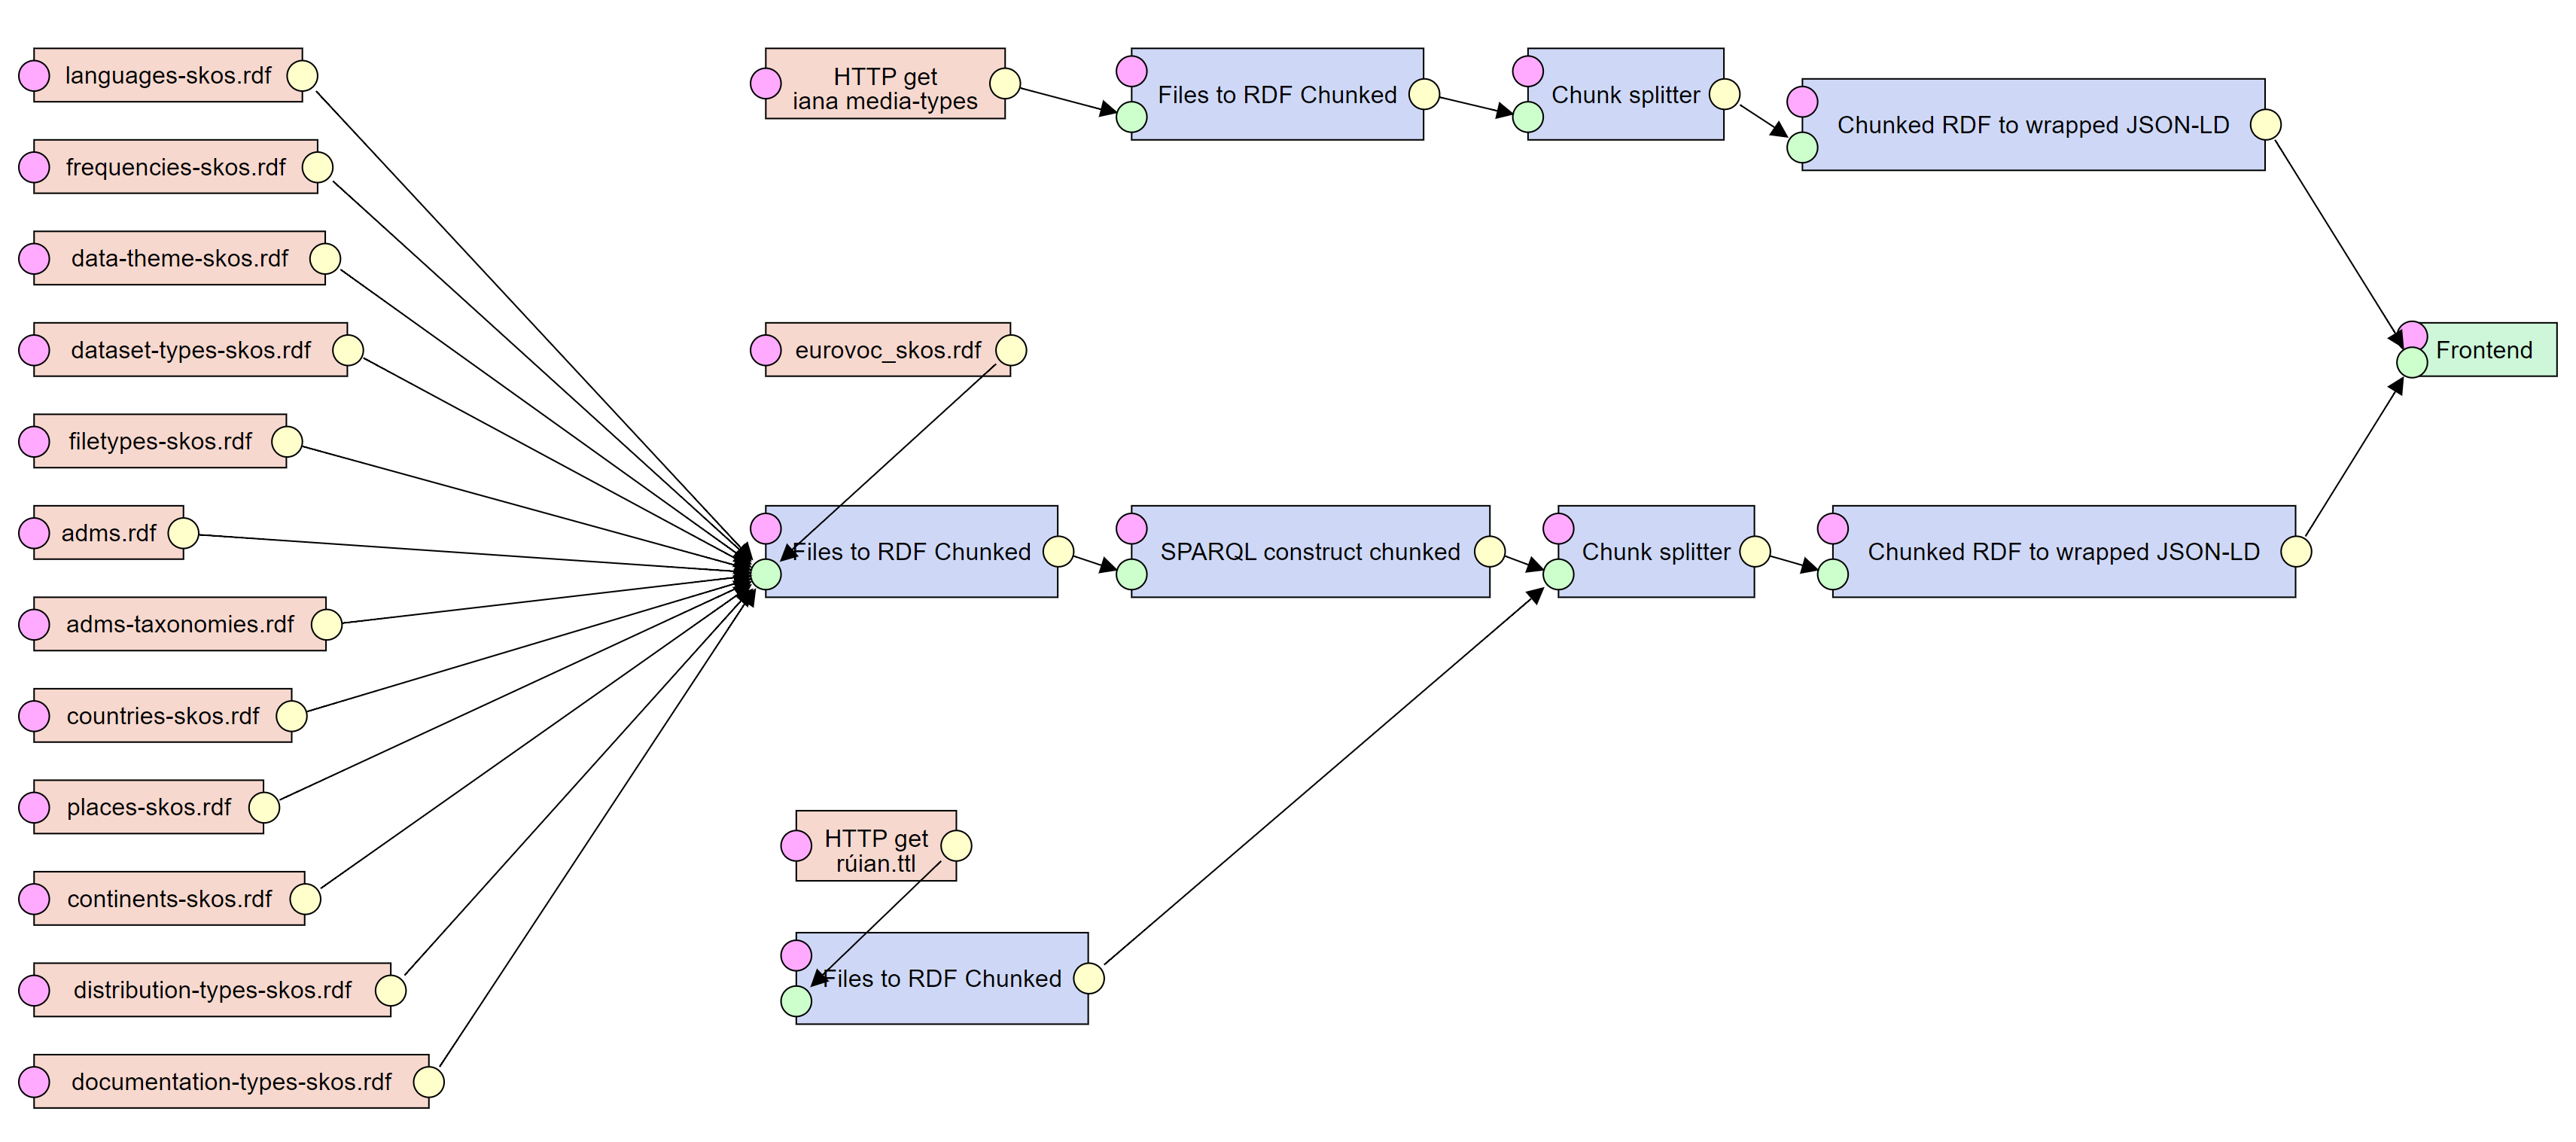 languages-skos.rdf
frequencies-skos.rdf
data-theme-skos.rdf
dataset-types-skos.rdf
filetypes-skos.rdf
adms.rdf
adms-taxonomies.rdf
countries-skos.rdf
places-skos.rdf
continents-skos.rdf
distribution-types-skos.rdf
documentation-types-skos.rdf
HTTP get
iana media-types
Files to RDF Chunked
Chunk splitter
Chunked RDF to wrapped JSON-LD
eurovoc_skos.rdf
Frontend
Files to RDF Chunked
SPARQL construct chunked
Chunk splitter
Chunked RDF to wrapped JSON-LD
HTTP get
rúian.ttl
Files to RDF Chunked